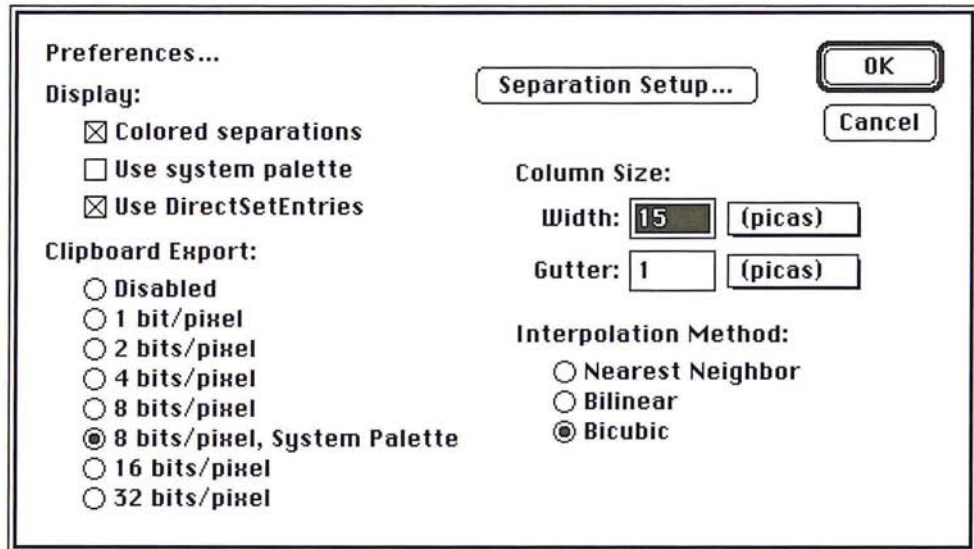 Preferences...
Separation Setup...
OK
Cancel
Display:
Colored separations
Use system palette
Use DirectSetEntries
Clipboard Export:
Disabled
1 bit/pixel
2 bits/pixel
4 bits/pixel
8 bits/pixel
8 bits/pixel, System Palette
16 bits/pixel
32 bits/pixel
Column Size:
Width: 15 (picas)
Gutter: 1 (picas)
Interpolation Method:
Nearest Neighbor
Bilinear
Bicubic